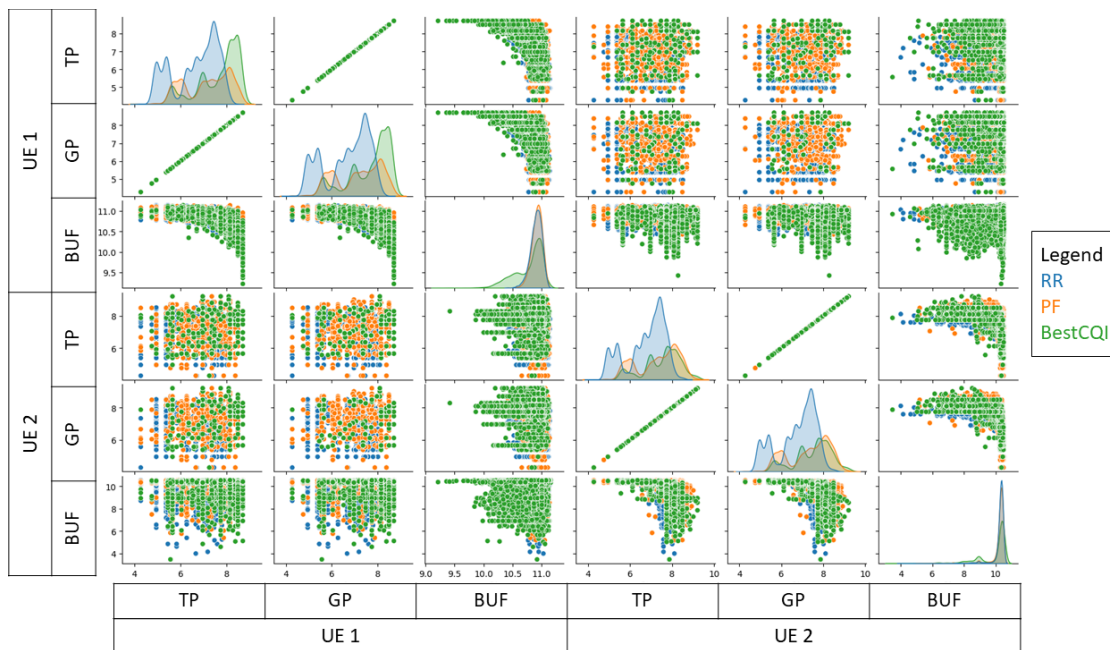 UE 1
TP
8
7
6
5
GP
8
7
6
5
BUF
11.0
10.5
10.0
9.5
Legend
RR
PF
BestCQI
UE 2
TP
8
6
GP
8
6
BUF
10
8
6
4
4 6 8 4 6 8 9.0 9.5 10.0 10.5 11.0 4 6 8 10 4 6 8 10 4 6 8 10
TP GP BUF TP GP BUF
UE 1 UE 2